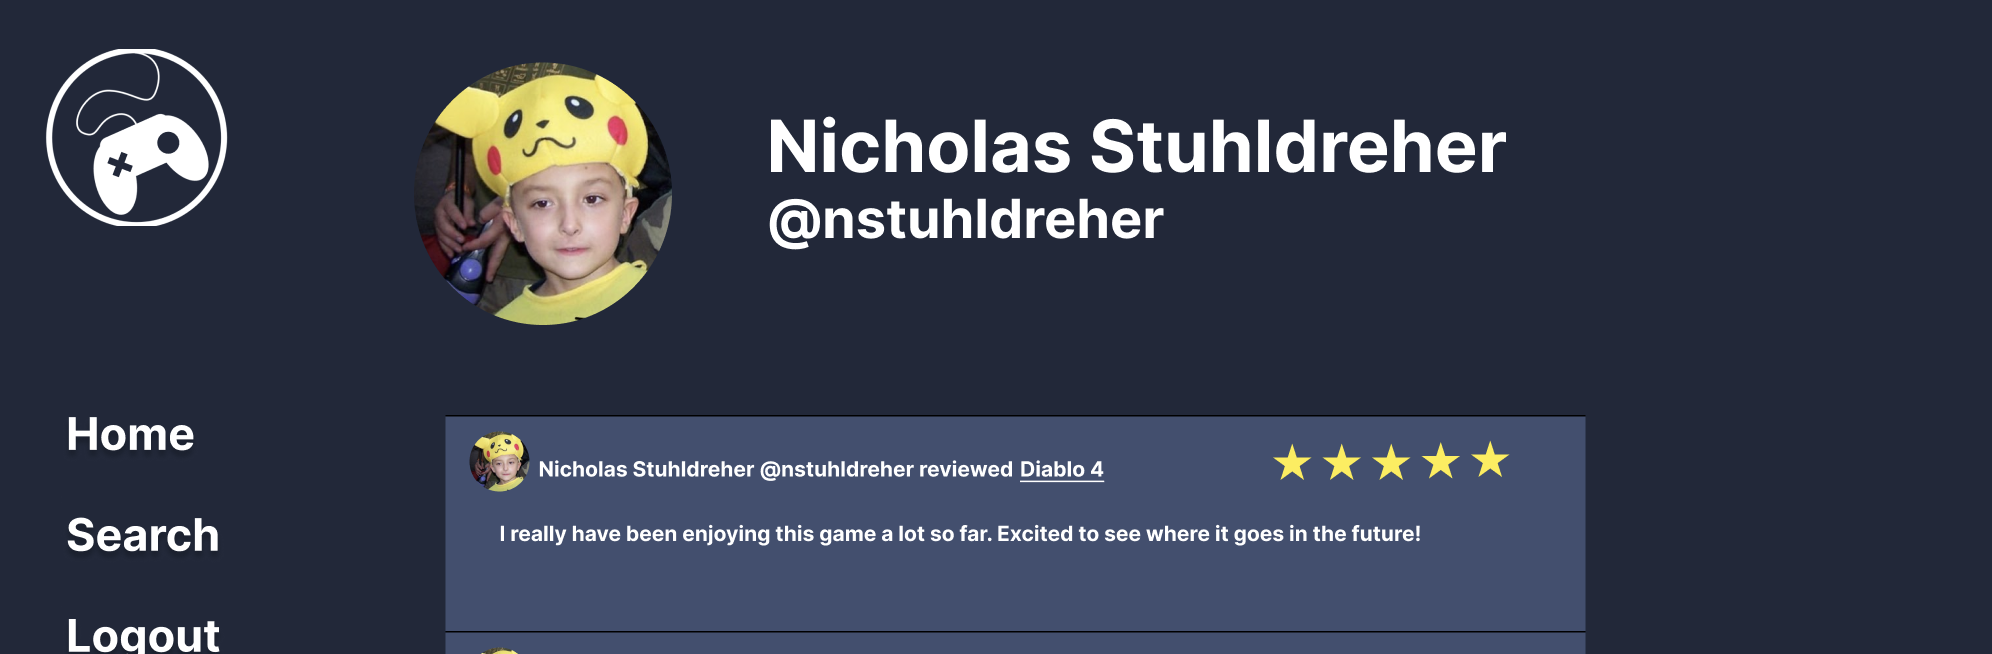 Nicholas Stuhldreher
@nstuhldreher
Home
Search
Logout
Nicholas Stuhldreher @nstuhldreher reviewed Diablo 4
I really have been enjoying this game a lot so far. Excited to see where it goes in the future!